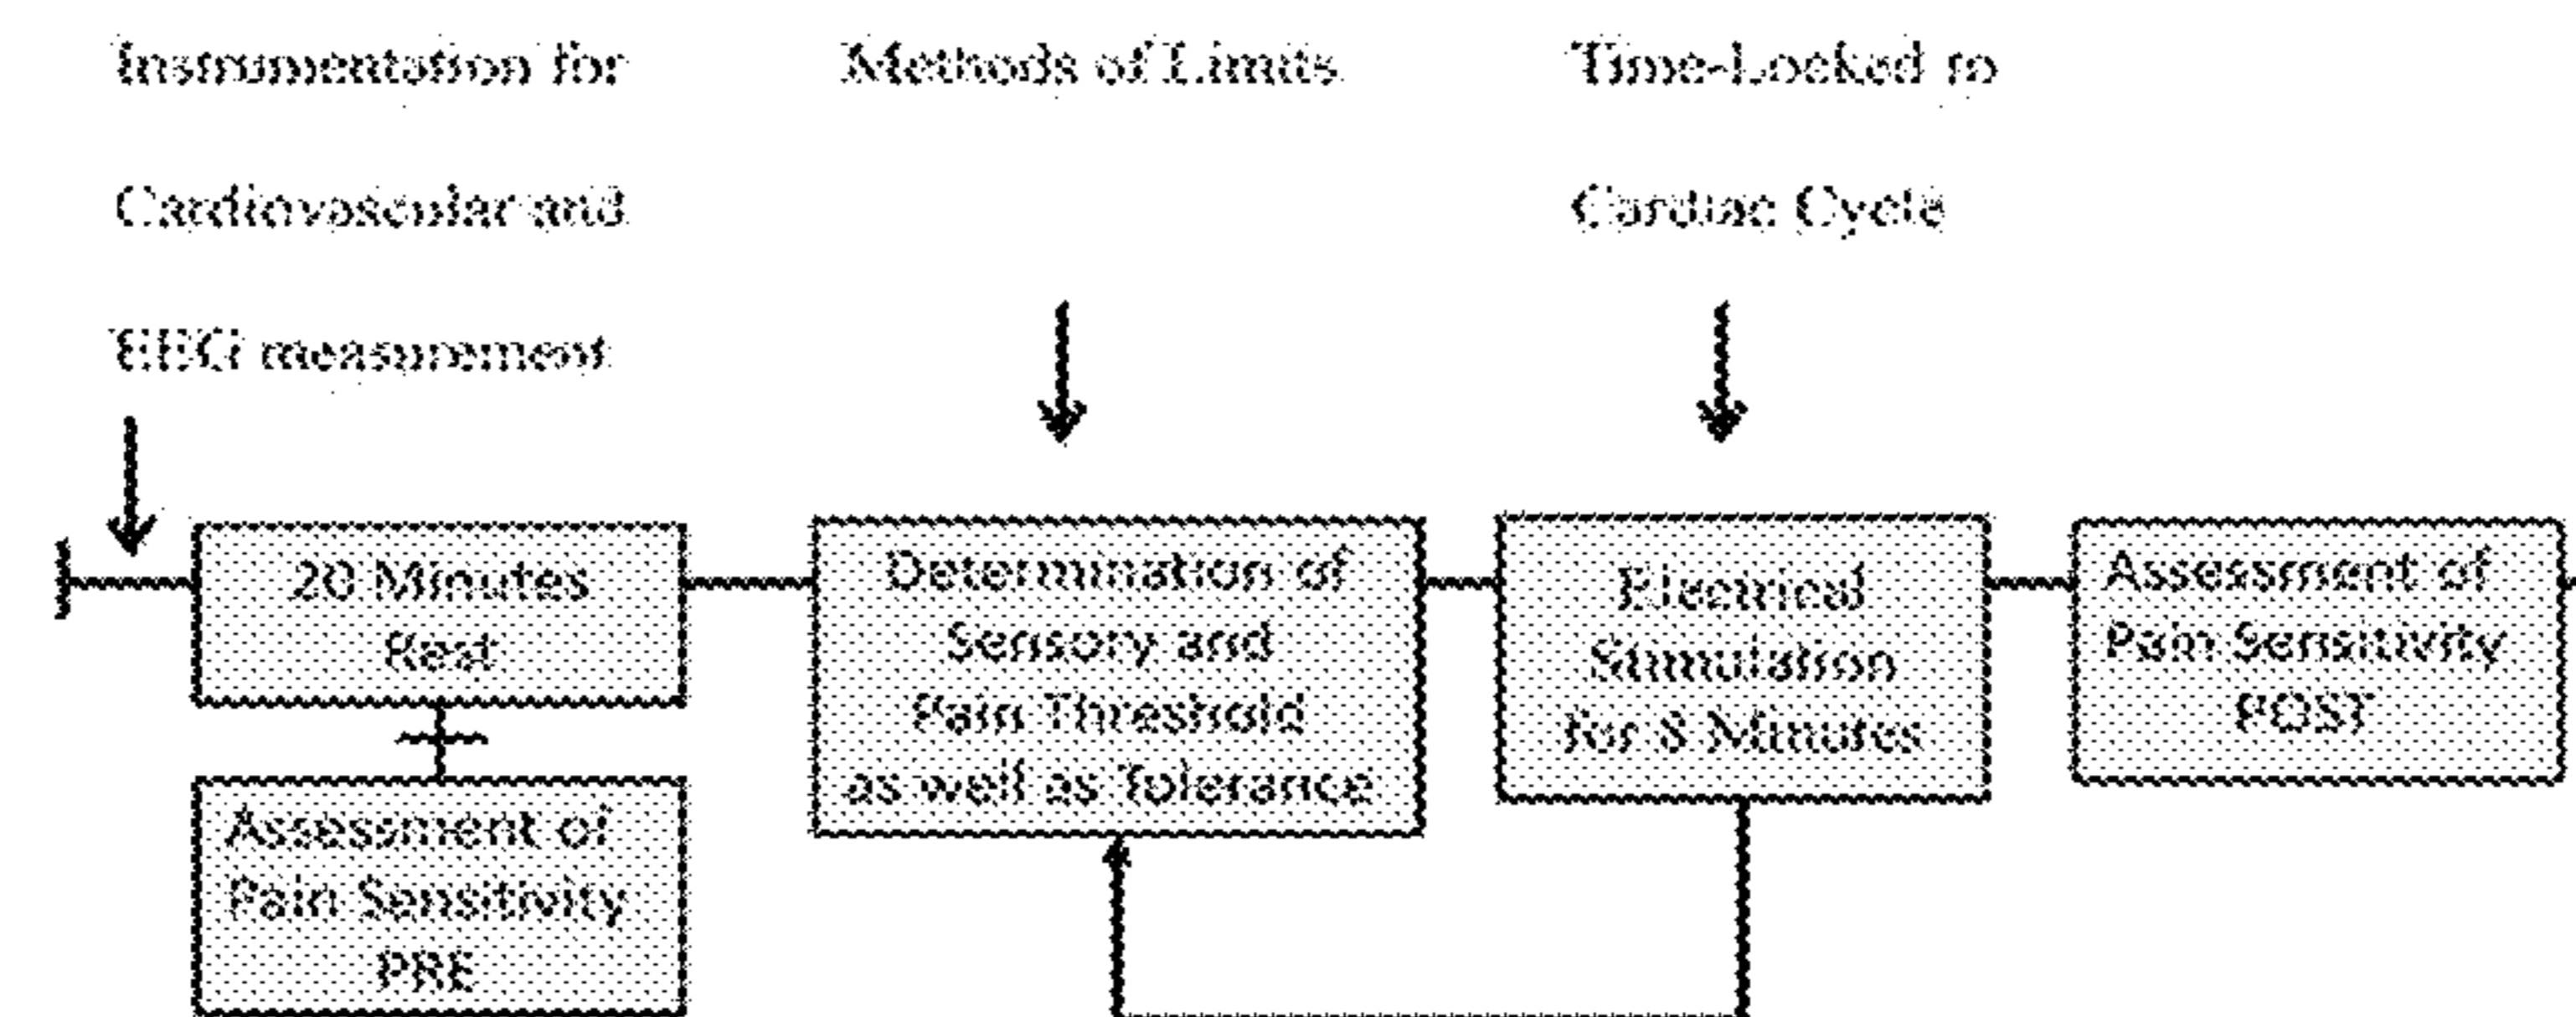 Instrumentation for
Cardiovascular and
EEG measurement
Methods of Limits
Time-Locked to
Cardiac Cycle
20 Minutes
Rest
Assessment of
Pain Sensitivity
PRE
Determination of
Sensory and
Pain Threshold
as well as Tolerance
Electrical
Stimulation
for 8 Minutes
Assessment of
Pain Sensitivity
POST